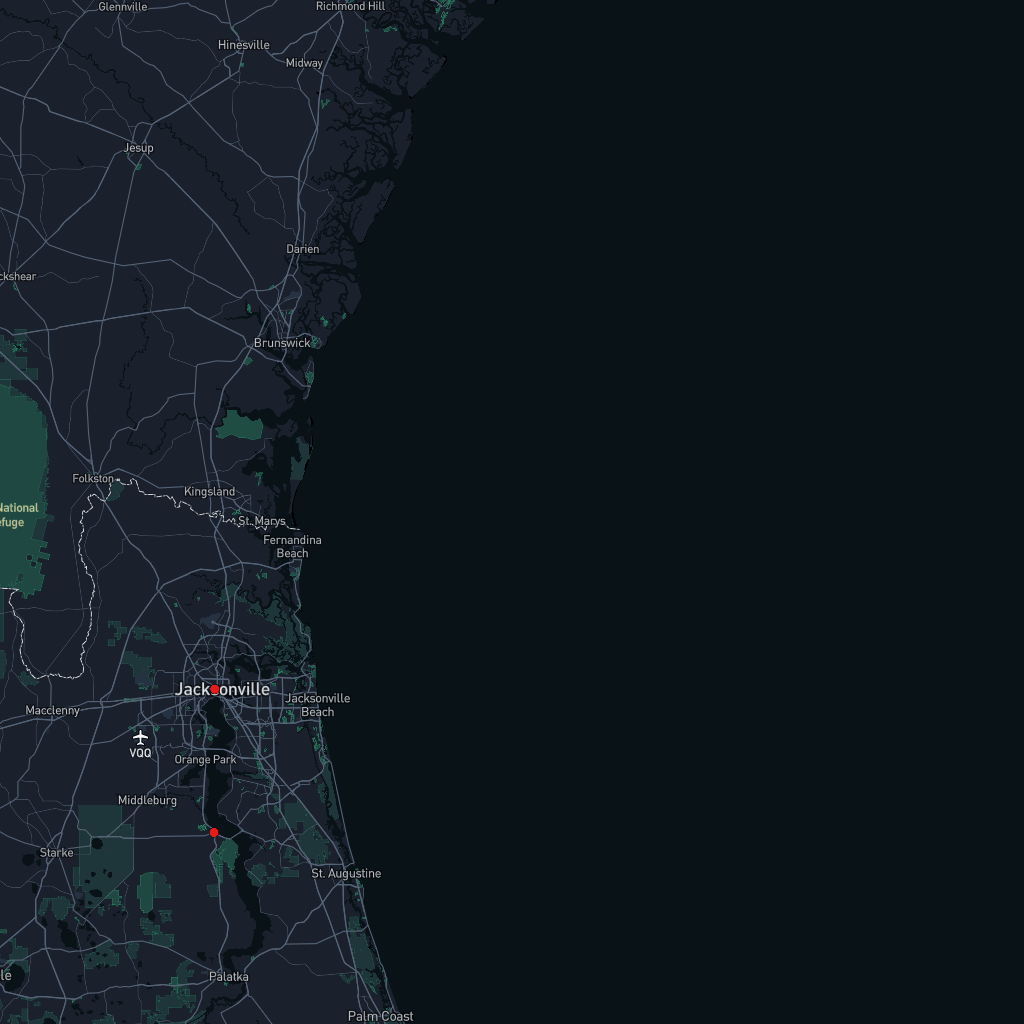 Glennville
Richmond Hill
Hinesville
Midway
Jesup
Darien
ckshear
Brunswick
Folkston
Kingsland
National
efuge
St. Marys
Fernandina
Beach
Jacksonville
Jacksonville
Beach
Macclenny
VQQ
Orange Park
Middleburg
Starke
St. Augustine
le
Palatka
Palm Coast